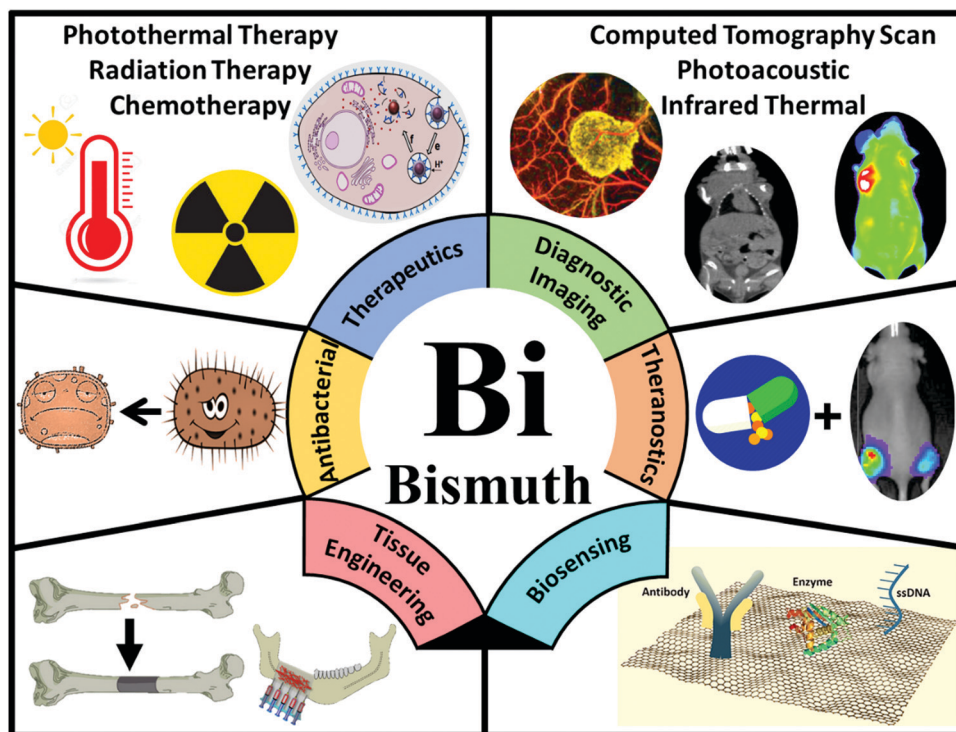 Photothermal Therapy
Radiation Therapy
Chemotherapy
Computed Tomography Scan
Photoacoustic
Infrared Thermal
f
e
H+
Therapeutics
Diagnostic
Imaging
Antibacterial
Theranostics
Bi
Bismuth
+
Tissue
Engineering
Biosensing
Antibody
Enzyme
ssDNA